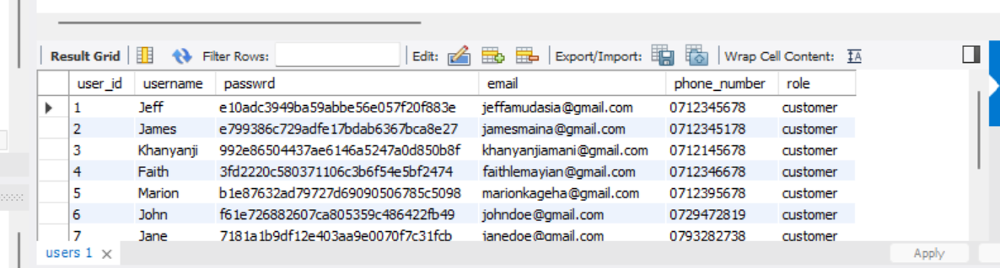 Result Grid Filter Rows: Edit: Export/Import: Wrap Cell Content: IA
user_id username passwrd email phone_number role
1 Jeff e10adc3949ba59abbe56e057f20f883e jeffamudasia@gmail.com 0712345678 customer
2 James e799386c729adfe17bdab6367bca8e27 jamesmaina@gmail.com 0712345178 customer
3 Khanyanji 992e86504437ae6146a5247a0d850b8f khanyanjiamani@gmail.com 0712145678 customer
4 Faith 3fd2220c580371106c3b6f54e5bf2474 faithlemayian@gmail.com 0712346678 customer
5 Marion b1e87632ad79727d69090506785c5098 marionkageha@gmail.com 0712395678 customer
6 John f61e726882607ca805359c486422fb49 johndoe@gmail.com 0729472819 customer
7 Jane 7181a1b9df12e403aa9e0070f7c31fcb janedoe@gmail.com 0793282738 customer
users 1 Apply